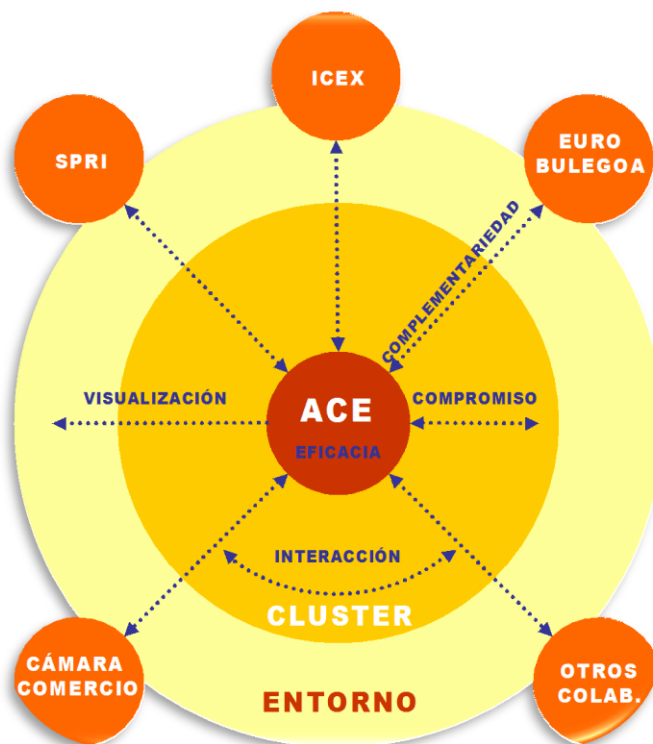 ICEX
SPRI
EURO
BULEGOA
COMPLEMENTARIEDAD
VISUALIZACIÓN
ACE
COMPROMISO
EFICACIA
INTERACCIÓN
CLUSTER
CÁMARA
COMERCIO
OTROS
COLAB.
ENTORNO